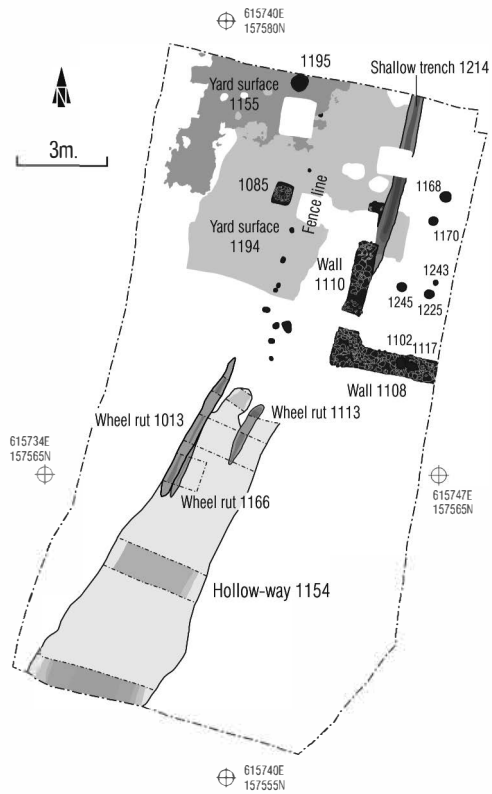 615740E
157580N
1195
Shallow trench 1214
Yard surface
1155
N
3m.
1168
1085
Fence line
1170
Yard surface
1194
Wall
1110
1243
1245
1225
1102
1117
Wall 1108
Wheel rut 1013
Wheel rut 1113
615734E
157565N
615747E
157565N
Wheel rut 1166
Hollow-way 1154
615740E
157555N